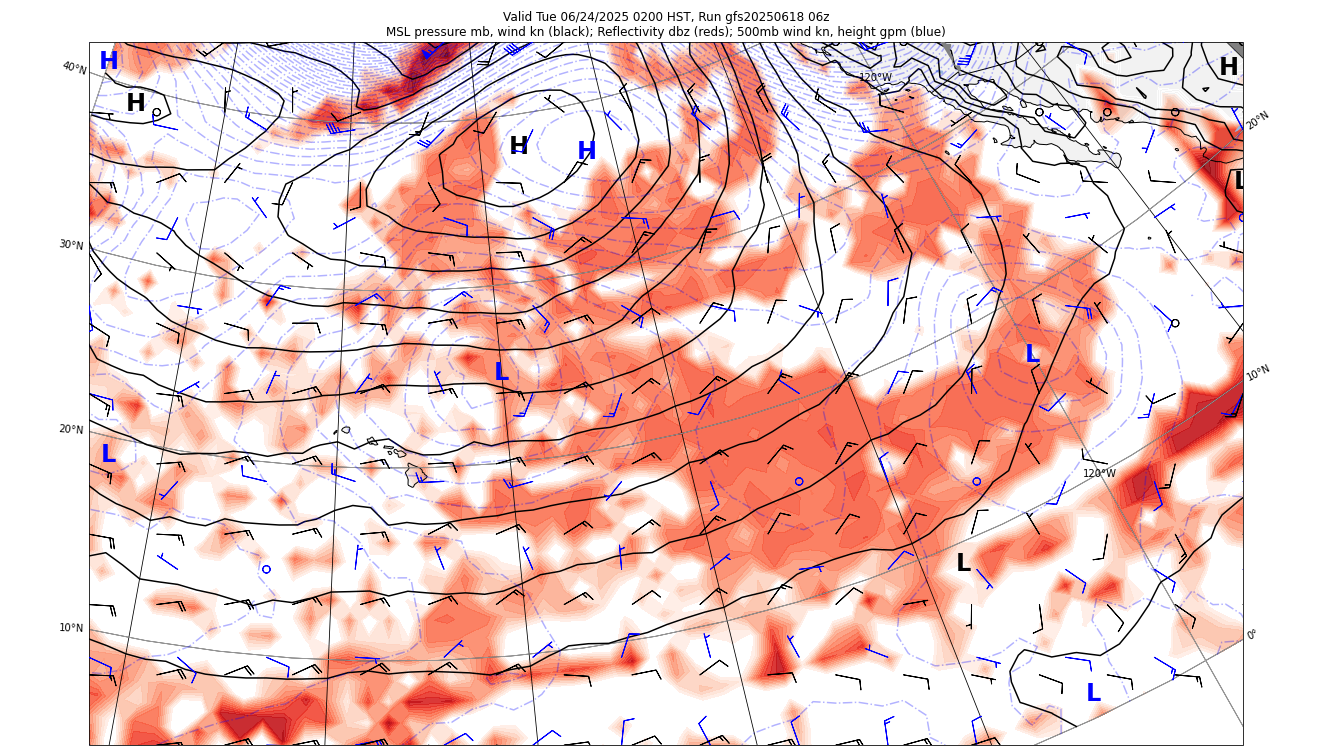 Valid Tue 06/24/2025 0200 HST, Run gfs20250618 06z
MSL pressure mb, wind kn (black); Reflectivity dbz (reds); 500mb wind kn, height gpm (blue)
H
40°N
120°W
H
H
20°N
H
H
L
30°N
L
L
10°N
20°N
L
120°W
L
10°N
0°
L